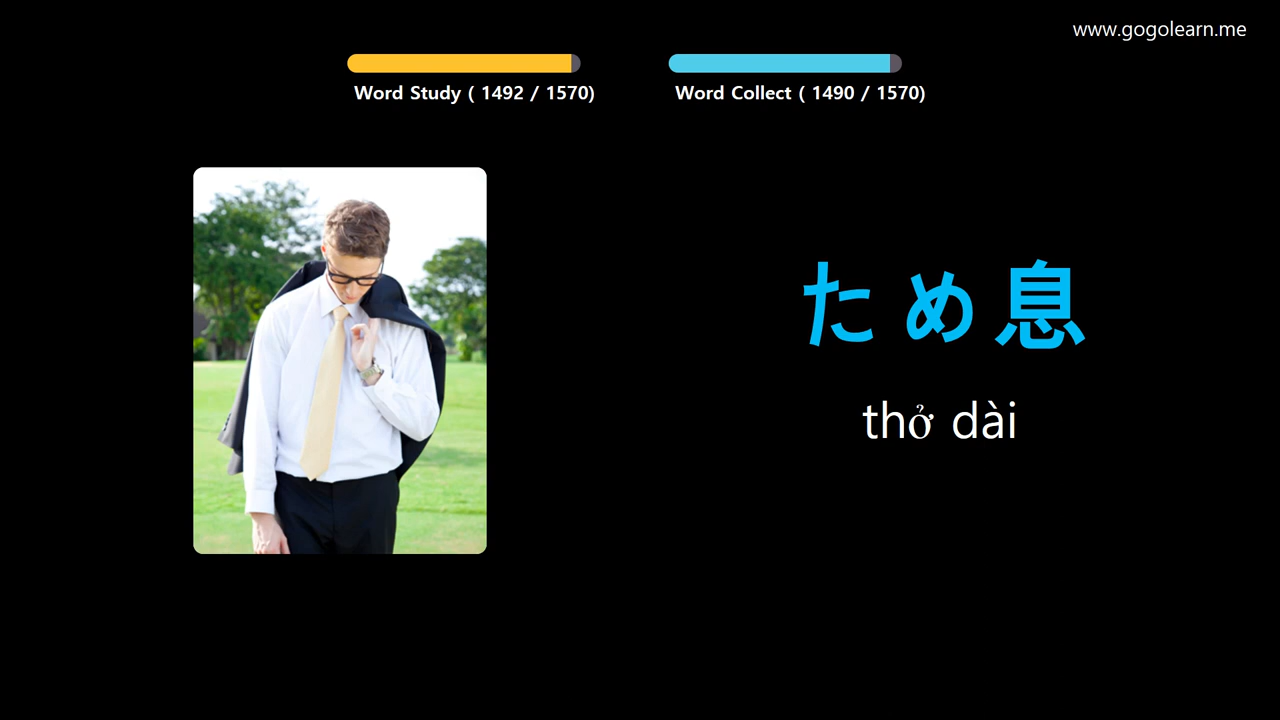 www.gogolearn.me
Word Study ( 1492 / 1570)
Word Collect ( 1490 / 1570)
ため息
thở dài